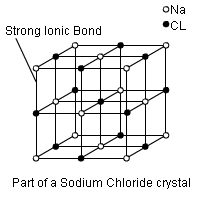 Na
CL
Strong Ionic Bond
Part of a Sodium Chloride crystal